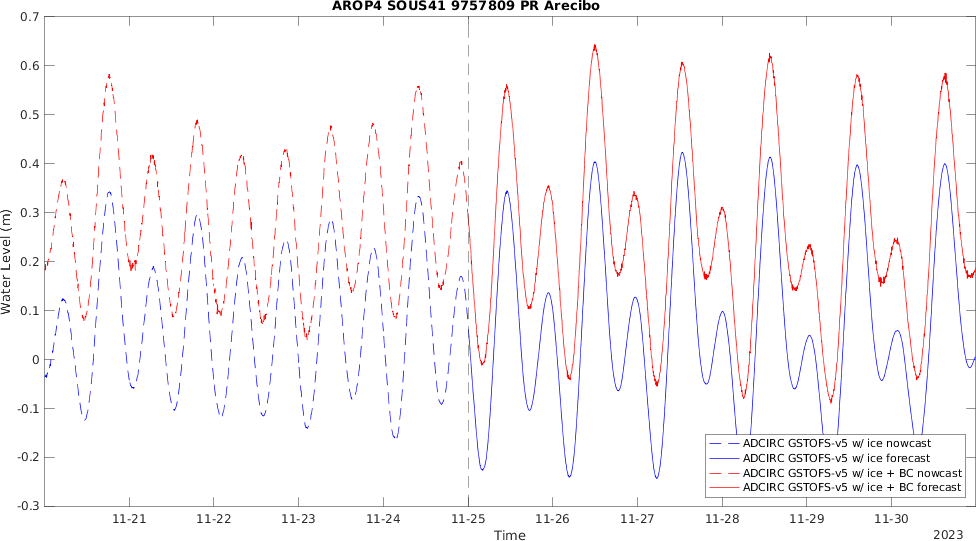 AROP4 SOUS41 9757809 PR Arecibo
0.7
0.6
0.5
0.4
0.3
0.2
0.1
0
-0.1
-0.2
-0.3
Water Level (m)
ADCIRC GSTOFS-v5 w/ ice nowcast
ADCIRC GSTOFS-v5 w/ ice forecast
ADCIRC GSTOFS-v5 w/ ice + BC nowcast
ADCIRC GSTOFS-v5 w/ ice + BC forecast
11-21 11-22 11-23 11-24 11-25 11-26 11-27 11-28 11-29 11-30
Time
2023